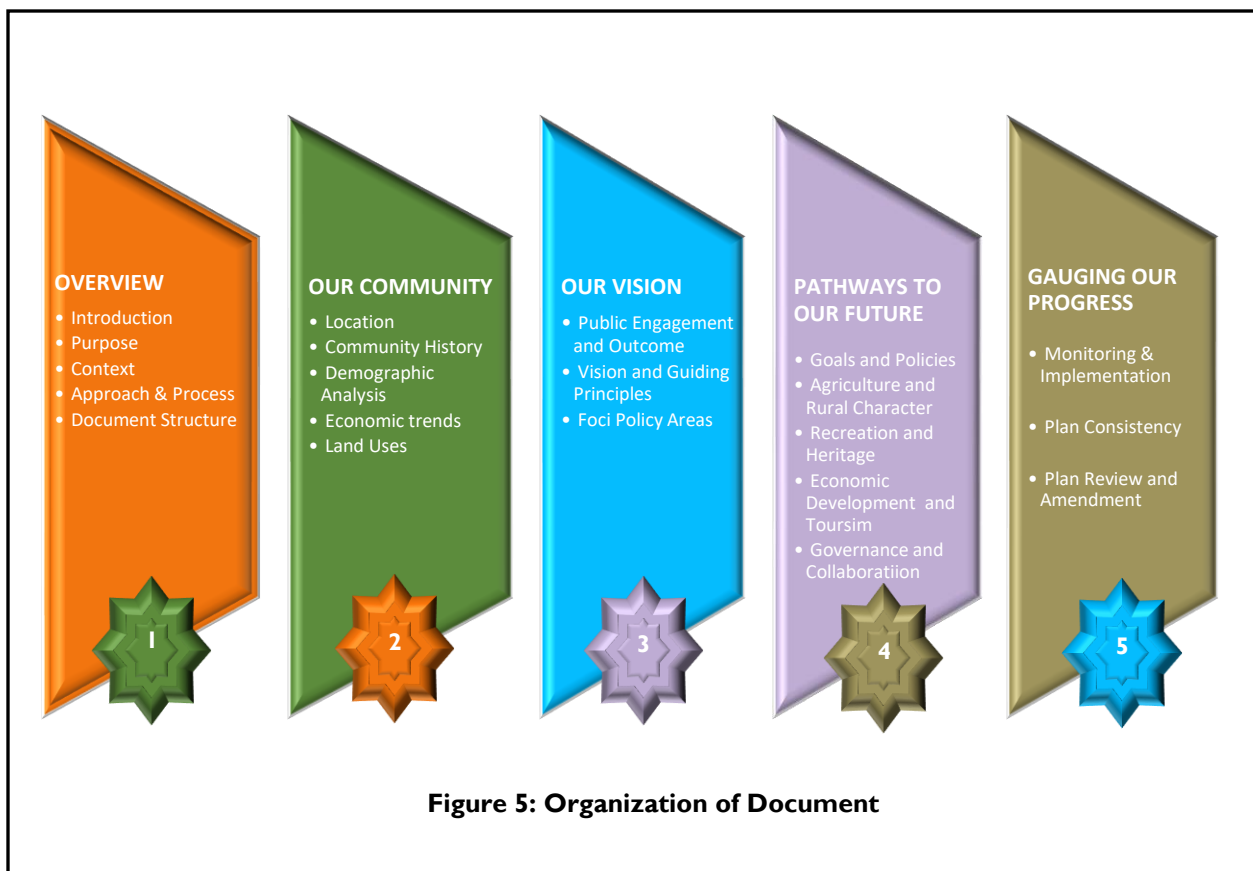 OVERVIEW
• Introduction
• Purpose
• Context
• Approach & Process
• Document Structure
1
OUR COMMUNITY
• Location
• Community History
• Demographic
Analysis
• Economic trends
• Land Uses
2
OUR VISION
• Public Engagement
and Outcome
• Vision and Guiding
Principles
• Foci Policy Areas
3
PATHWAYS TO
OUR FUTURE
• Goals and Policies
• Agriculture and
Rural Character
• Recreation and
Heritage
• Economic
Development and
Toursim
• Governance and
Collaboratiion
4
GAUGING OUR
PROGRESS
• Monitoring &
Implementation
• Plan Consistency
• Plan Review and
Amendment
5
Figure 5: Organization of Document